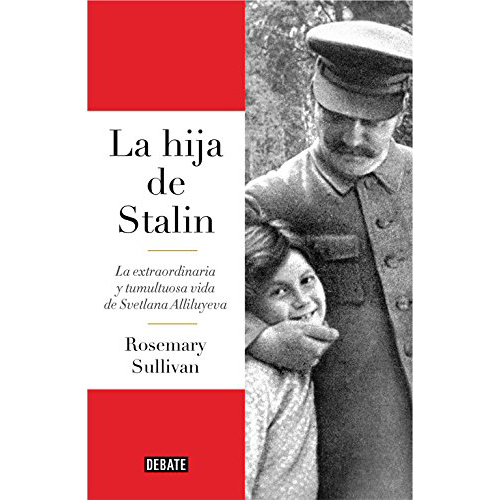 La hija
de
Stalin
La extraordinaria
y tumultuosa vida
de Svetlana Alliluyeva
Rosemary
Sullivan
DEBATE